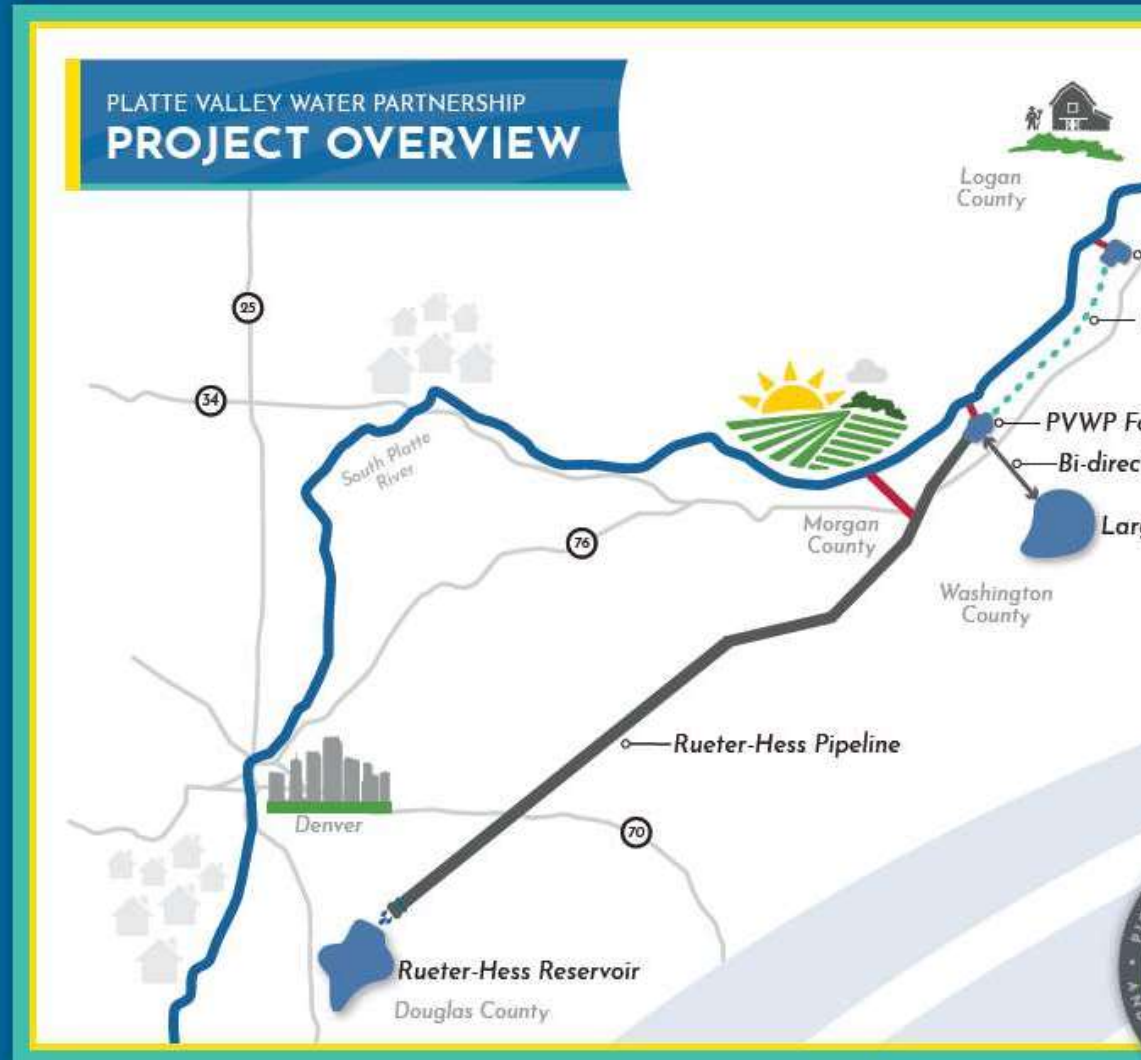 PLATTE VALLEY WATER PARTNERSHIP
PROJECT OVERVIEW
Logan
County
25
34
South Platte
River
PVWP
Morgan
County
76
Washington
County
Rueter-Hess Pipeline
Denver
70
Rueter-Hess Reservoir
Douglas County